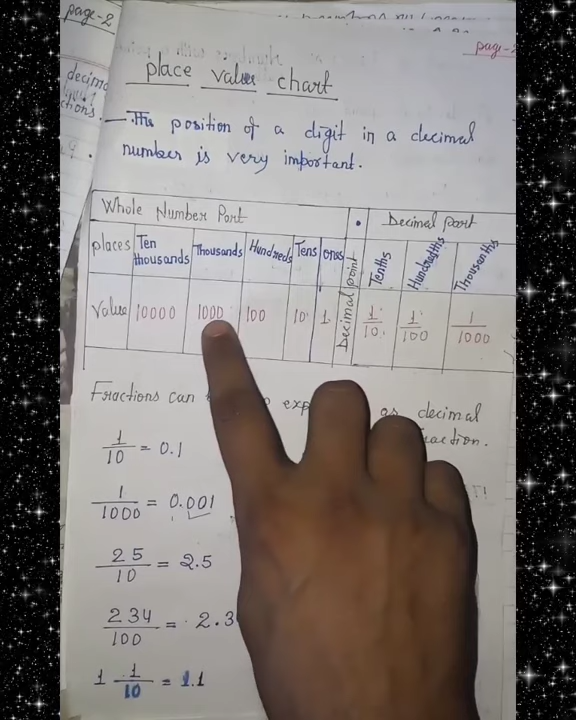 page-2
page-2
decima
place value chart
The position of a digit in a decimal
number is very important.
Whole Number Part . Decimal part
places Ten thousands Thousands Hundreds Tens ones Decimal point Tenths Hundredths Thousanths
Value 10000 1000 100 10 1 1/10 1/100 1/1000
Fractions can exp as decimal
1/10 = 0.1
1/1000 = 0.001
25/10 = 2.5
234/100 = 2.3
1 1/10 = 1.1